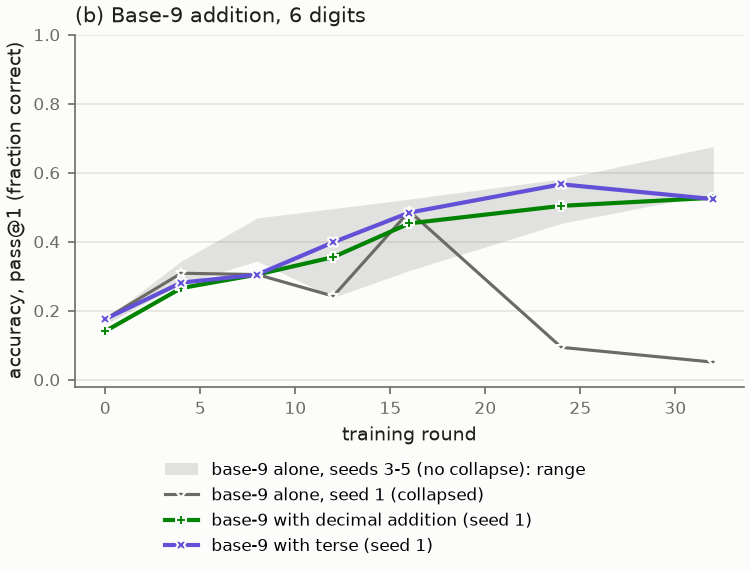 (b) Base-9 addition, 6 digits
accuracy, pass@1 (fraction correct)
1.0
0.8
0.6
0.4
0.2
0.0
0 5 10 15 20 25 30
training round
base-9 alone, seeds 3-5 (no collapse): range
base-9 alone, seed 1 (collapsed)
base-9 with decimal addition (seed 1)
base-9 with terse (seed 1)